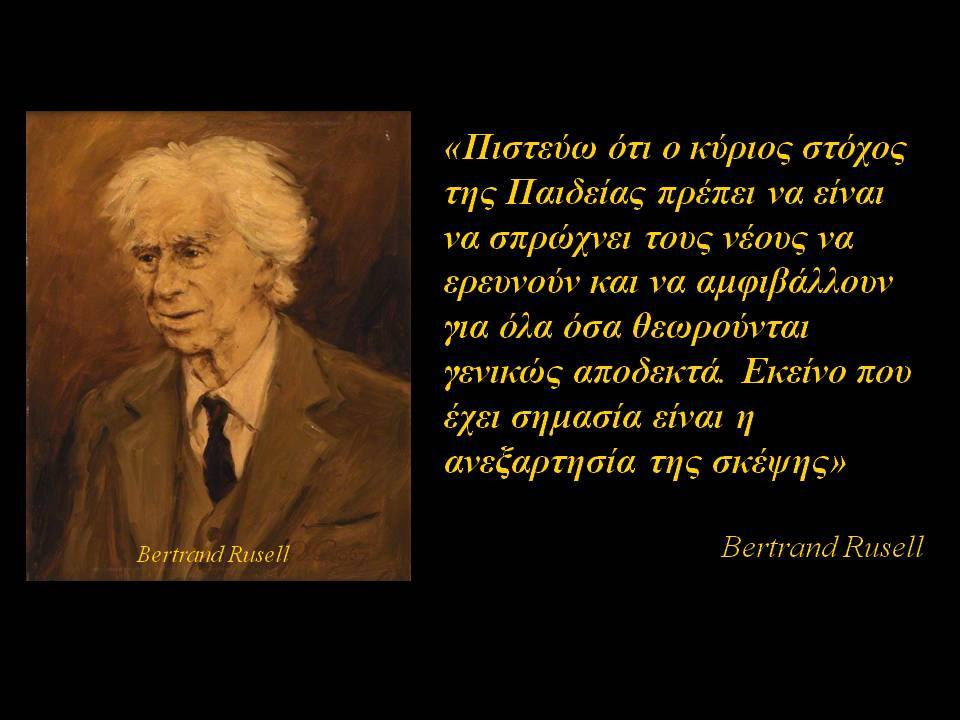 «Πιστεύω ότι ο κύριος στόχος
της Παιδείας πρέπει να είναι
να σπρώχνει τους νέους να
ερευνούν και να αμφιβάλλουν
για όλα όσα θεωρούνται
γενικώς αποδεκτά. Εκείνο που
έχει σημασία είναι η
ανεξαρτησία της σκέψης»
Bertrand Rusell
Bertrand Rusell